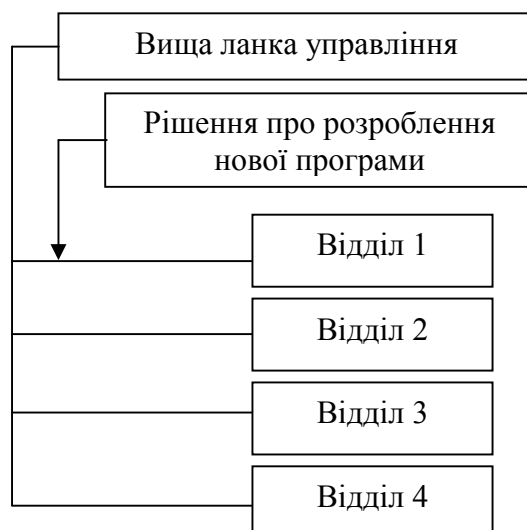 Вища ланка управління
Рішення про розроблення
нової програми
Відділ 1
Відділ 2
Відділ 3
Відділ 4